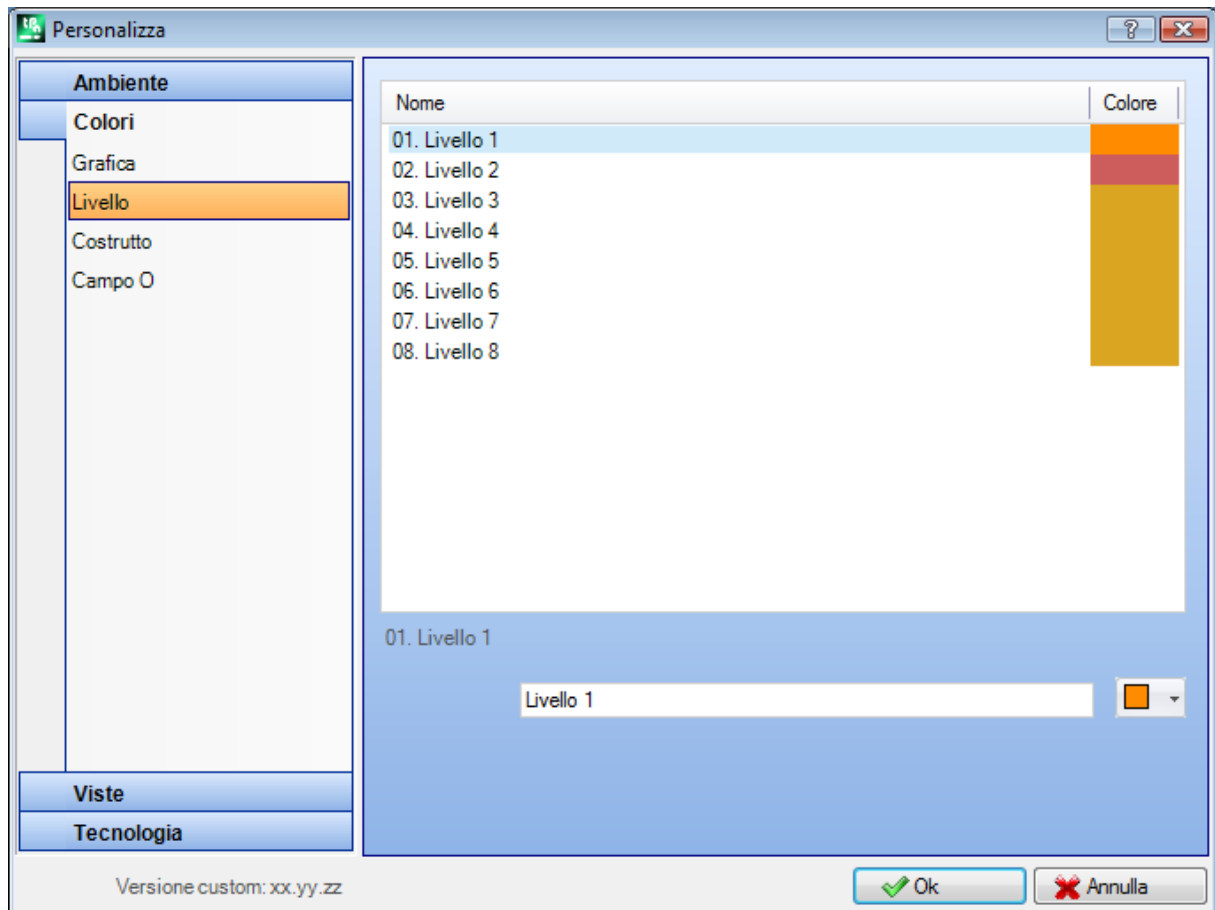 Personalizza
Ambiente
Colori
Grafica
Livello
Costrutto
Campo O
Viste
Tecnologia
Nome Colore
01. Livello 1
02. Livello 2
03. Livello 3
04. Livello 4
05. Livello 5
06. Livello 6
07. Livello 7
08. Livello 8
01. Livello 1
Livello 1
Versione custom: xx.yy.zz
Ok Annulla